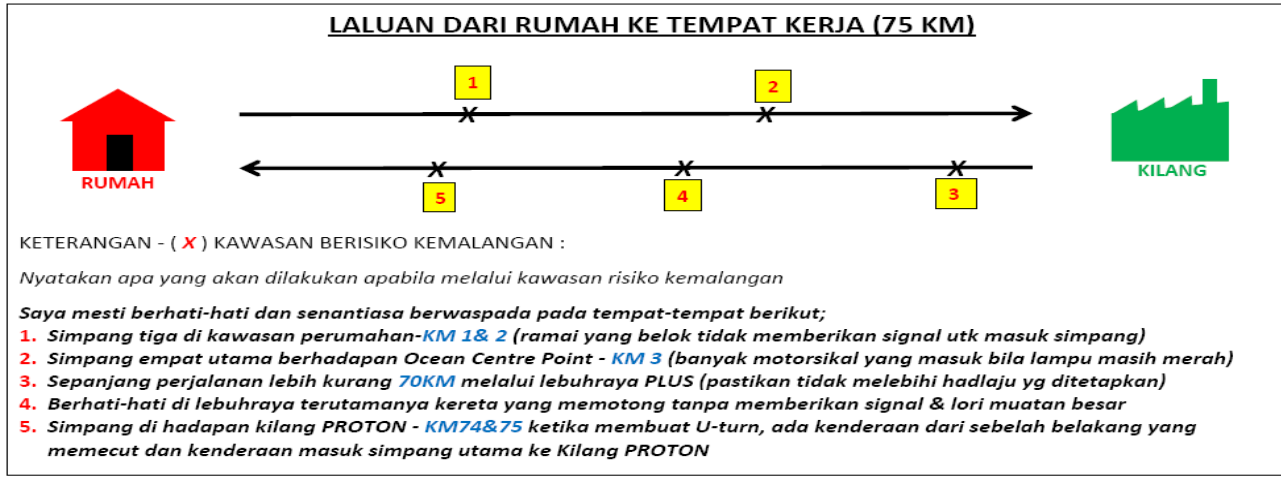 LALUAN DARI RUMAH KE TEMPAT KERJA (75 KM)
1
2
X
X
RUMAH
KILANG
X
X
X
5
4
3
KETERANGAN - ( X ) KAWASAN BERISIKO KEMALANGAN :
Nyatakan apa yang akan dilakukan apabila melalui kawasan risiko kemalangan
Saya mesti berhati-hati dan senantiasa berwaspada pada tempat-tempat berikut;
1. Simpang tiga di kawasan perumahan-KM 1& 2 (ramai yang belok tidak memberikan signal utk masuk simpang)
2. Simpang empat utama berhadapan Ocean Centre Point - KM 3 (banyak motorsikal yang masuk bila lampu masih merah)
3. Sepanjang perjalanan lebih kurang 70KM melalui lebuhraya PLUS (pastikan tidak melebihi hadlaju yg ditetapkan)
4. Berhati-hati di lebuhraya terutamanya kereta yang memotong tanpa memberikan signal & lori muatan besar
5. Simpang di hadapan kilang PROTON - KM74&75 ketika membuat U-turn, ada kenderaan dari sebelah belakang yang
memecut dan kenderaan masuk simpang utama ke Kilang PROTON